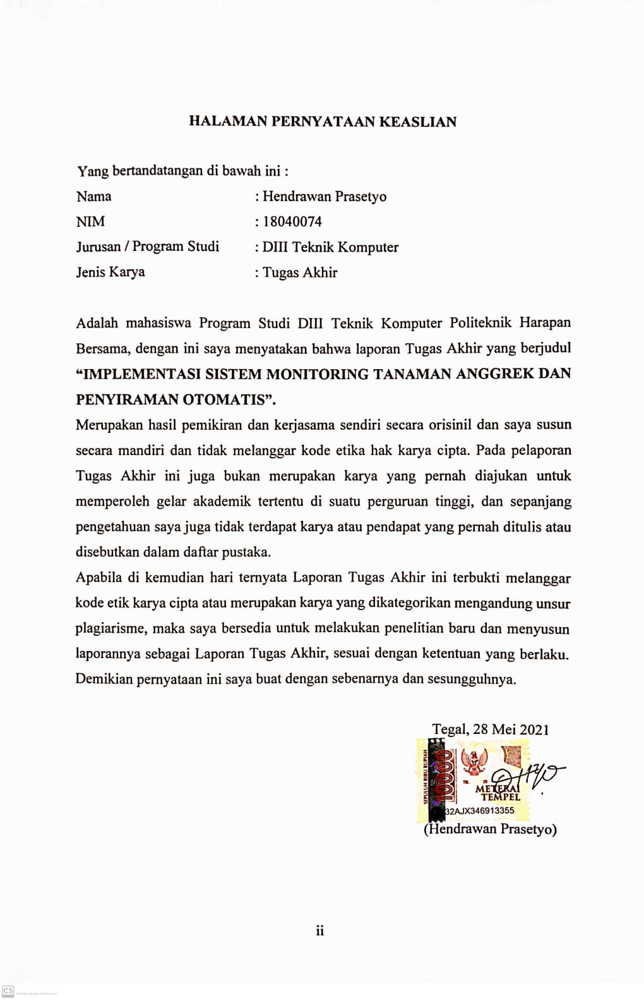 HALAMAN PERNYATAAN KEASLIAN
Yang bertandatangan di bawah ini :
Nama : Hendrawan Prasetyo
NIM : 18040074
Jurusan / Program Studi : DIII Teknik Komputer
Jenis Karya : Tugas Akhir
Adalah mahasiswa Program Studi DIII Teknik Komputer Politeknik Harapan
Bersama, dengan ini saya menyatakan bahwa laporan Tugas Akhir yang berjudul
“IMPLEMENTASI SISTEM MONITORING TANAMAN ANGGREK DAN
PENYIRAMAN OTOMATIS”.
Merupakan hasil pemikiran dan kerjasama sendiri secara orisinil dan saya susun
secara mandiri dan tidak melanggar kode etika hak karya cipta. Pada pelaporan
Tugas Akhir ini juga bukan merupakan karya yang pernah diajukan untuk
memperoleh gelar akademik tertentu di suatu perguruan tinggi, dan sepanjang
pengetahuan saya juga tidak terdapat karya atau pendapat yang pernah ditulis atau
disebutkan dalam daftar pustaka.
Apabila di kemudian hari ternyata Laporan Tugas Akhir ini terbukti melanggar
kode etik karya cipta atau merupakan karya yang dikategorikan mengandung unsur
plagiarisme, maka saya bersedia untuk melakukan penelitian baru dan menyusun
laporannya sebagai Laporan Tugas Akhir, sesuai dengan ketentuan yang berlaku.
Demikian pernyataan ini saya buat dengan sebenarnya dan sesungguhnya.
Tegal, 28 Mei 2021
SEPULUH RIBU RUPIAH
10000
TGL. 20
METERAI
TEMPEL
32AJX346913355
(Hendrawan Prasetyo)
ii
CS